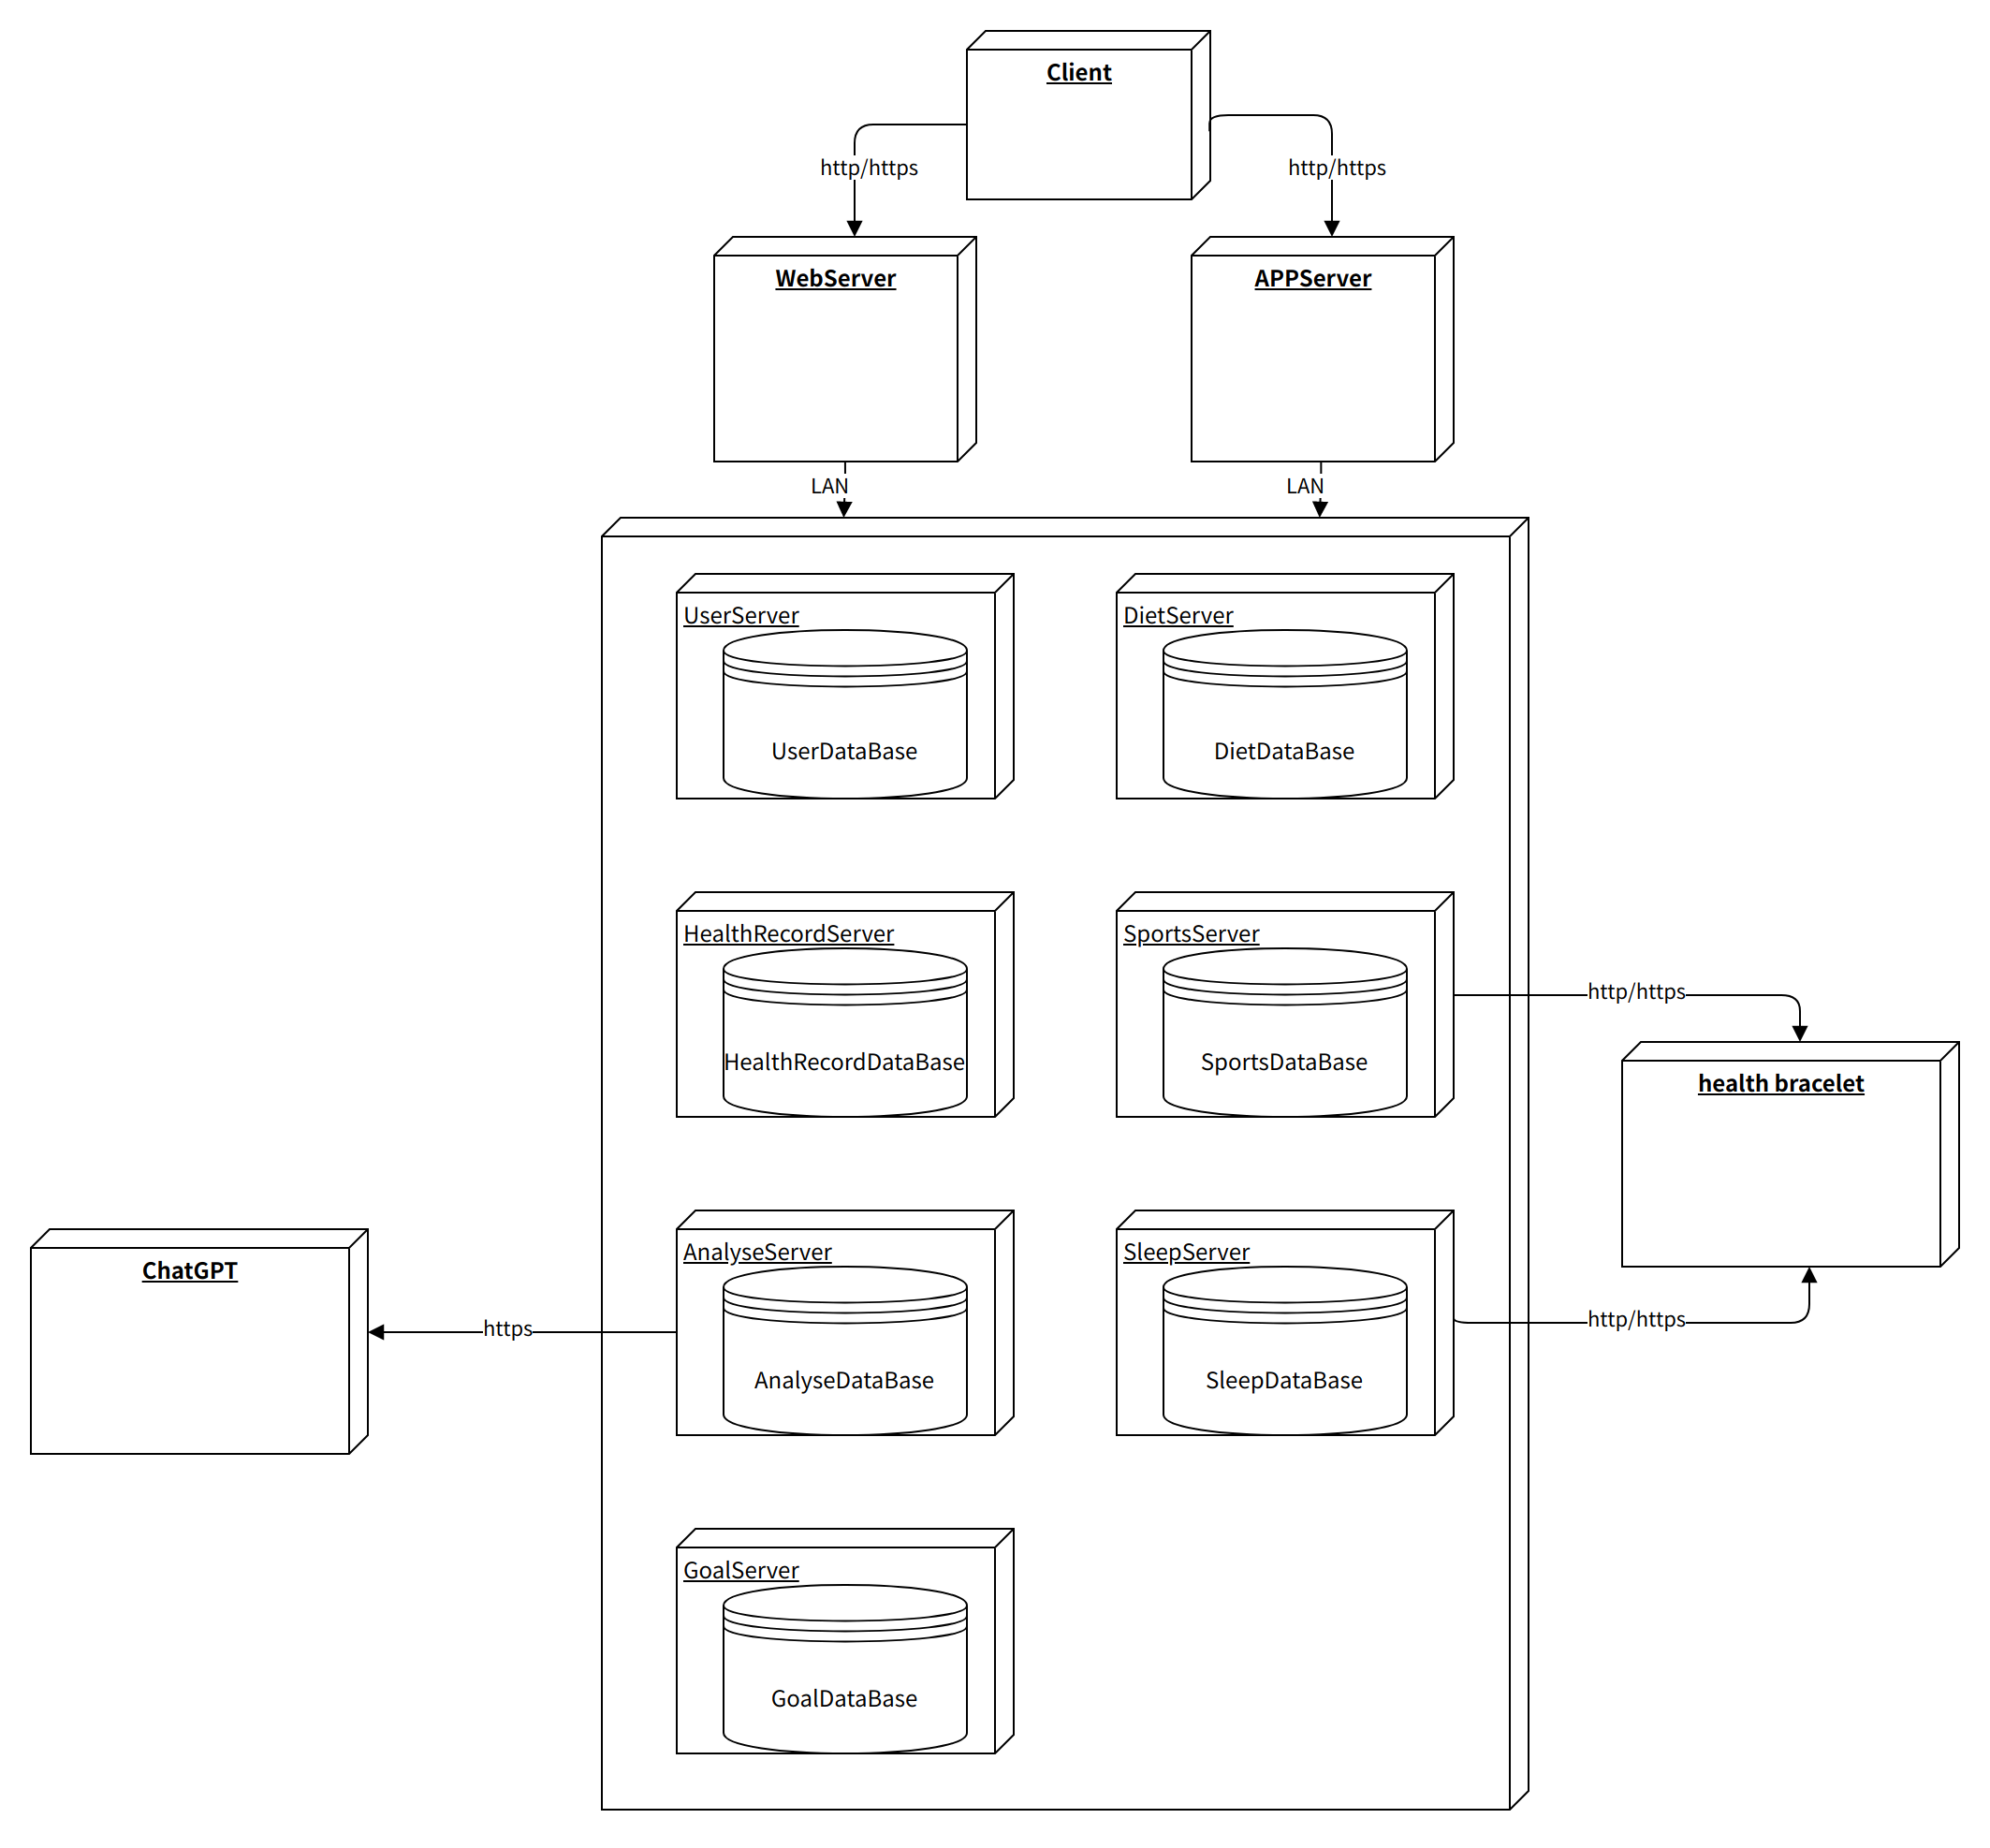 Client
http/https
http/https
WebServer
APPServer
LAN
LAN
UserServer
UserDataBase
DietServer
DietDataBase
HealthRecordServer
HealthRecordDataBase
SportsServer
SportsDataBase
http/https
health bracelet
AnalyseServer
AnalyseDataBase
SleepServer
SleepDataBase
http/https
ChatGPT
https
GoalServer
GoalDataBase